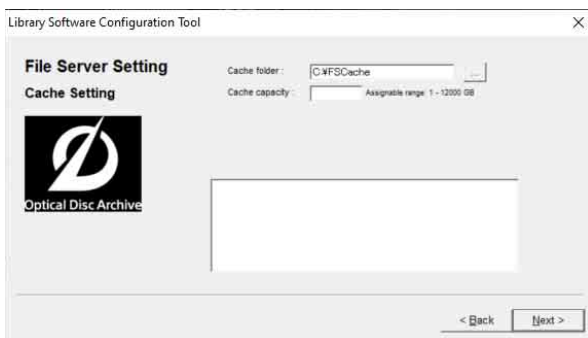 Library Software Configuration Tool
File Server Setting
Cache Setting
Optical Disc Archive
Cache folder :
C:¥FSCache
...
Cache capacity :
Assignable range 1 - 12000 GB
< Back
Next >